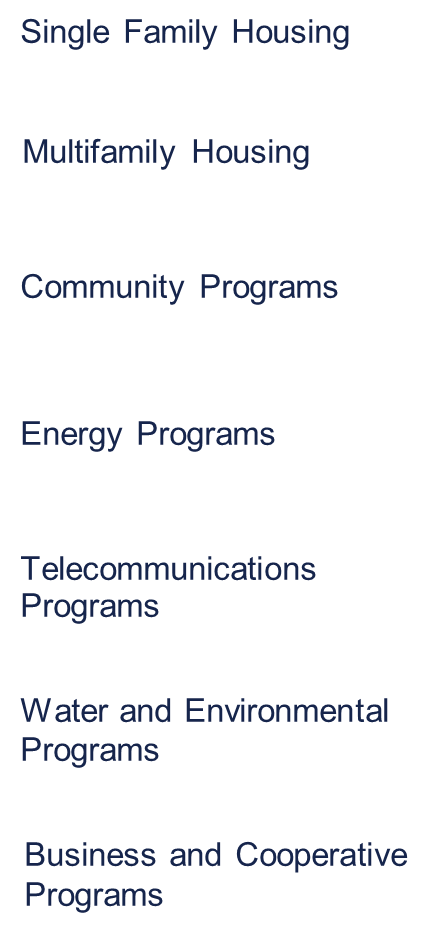 Single Family Housing
Multifamily Housing
Community Programs
Energy Programs
Telecommunications
Programs
Water and Environmental
Programs
Business and Cooperative
Programs